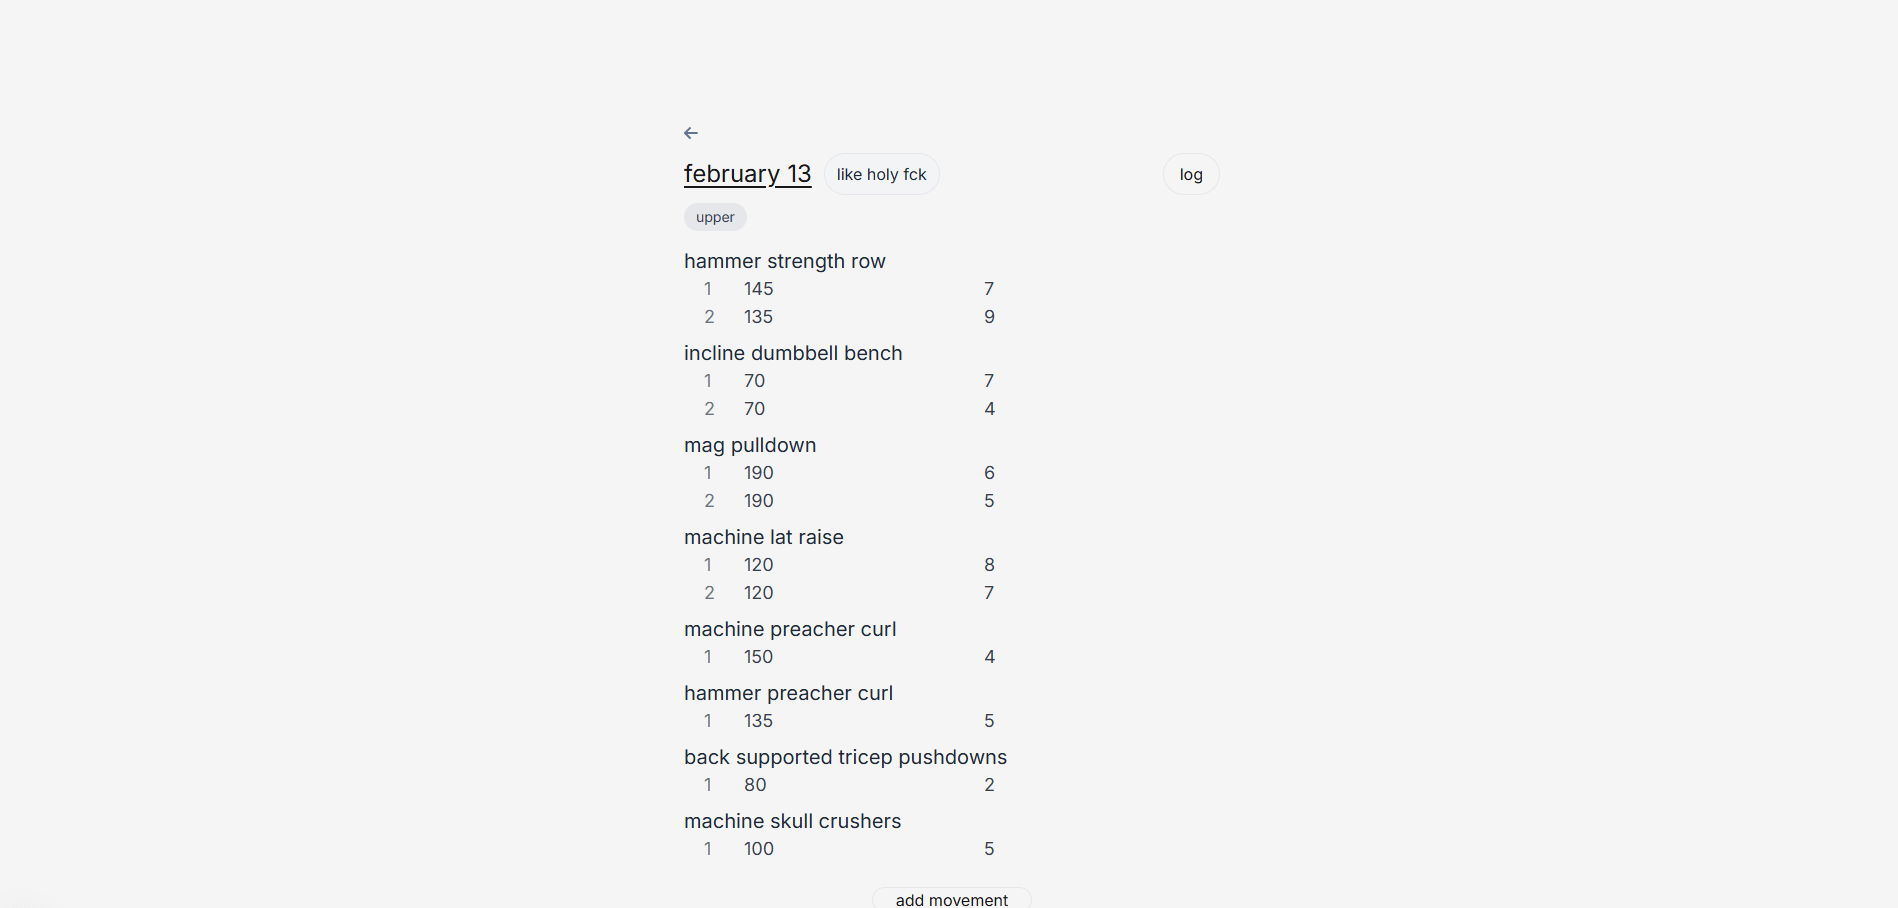 ←
february 13 like holy fck log
upper
hammer strength row
1 145 7
2 135 9
incline dumbbell bench
1 70 7
2 70 4
mag pulldown
1 190 6
2 190 5
machine lat raise
1 120 8
2 120 7
machine preacher curl
1 150 4
hammer preacher curl
1 135 5
back supported tricep pushdowns
1 80 2
machine skull crushers
1 100 5
add movement